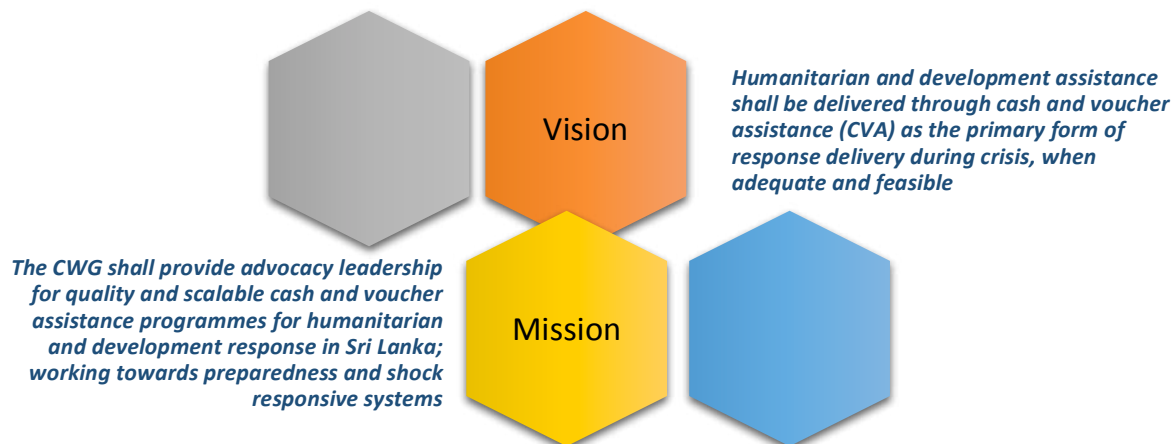 Vision
Humanitarian and development assistance
shall be delivered through cash and voucher
assistance (CVA) as the primary form of
response delivery during crisis, when
adequate and feasible
The CWG shall provide advocacy leadership
for quality and scalable cash and voucher
assistance programmes for humanitarian
and development response in Sri Lanka;
working towards preparedness and shock
responsive systems
Mission